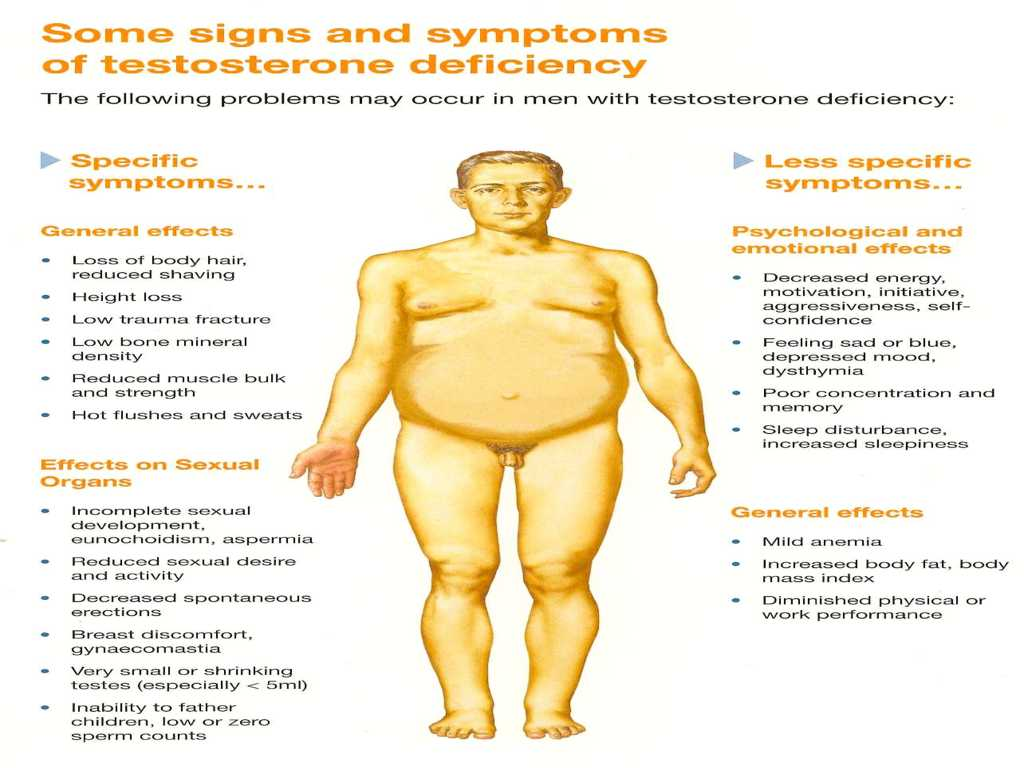 Some signs and symptoms
of testosterone deficiency
The following problems may occur in men with testosterone deficiency:
Specific
symptoms...
General effects
• Loss of body hair,
reduced shaving
• Height loss
• Low trauma fracture
• Low bone mineral
density
• Reduced muscle bulk
and strength
• Hot flushes and sweats
Effects on Sexual
Organs
• Incomplete sexual
development,
eunochoidism, aspermia
• Reduced sexual desire
and activity
• Decreased spontaneous
erections
• Breast discomfort,
gynaecomastia
• Very small or shrinking
testes (especially < 5ml)
• Inability to father
children, low or zero
sperm counts
Less specific
symptoms...
Psychological and
emotional effects
• Decreased energy,
motivation, initiative,
aggressiveness, self-
confidence
• Feeling sad or blue,
depressed mood,
dysthymia
• Poor concentration and
memory
• Sleep disturbance,
increased sleepiness
General effects
• Mild anemia
• Increased body fat, body
mass index
• Diminished physical or
work performance